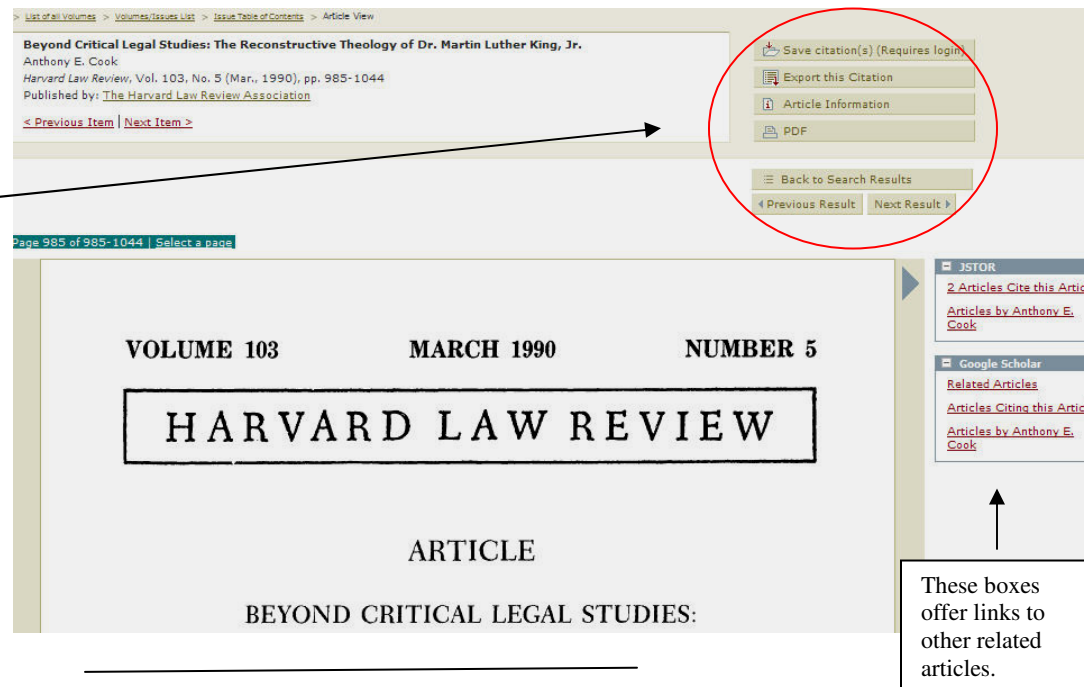 > List of all Volumes > Volumes/Issues List > Issue Table of Contents > Article View
Beyond Critical Legal Studies: The Reconstructive Theology of Dr. Martin Luther King, Jr.
Anthony E. Cook
Harvard Law Review, Vol. 103, No. 5 (Mar., 1990), pp. 985-1044
Published by: The Harvard Law Review Association
< Previous Item | Next Item >
Save citation(s) (Requires login)
Export this Citation
Article Information
PDF
Back to Search Results
Previous Result Next Result
Page 985 of 985-1044 | Select a page
VOLUME 103 MARCH 1990 NUMBER 5
HARVARD LAW REVIEW
ARTICLE
BEYOND CRITICAL LEGAL STUDIES:
JSTOR
2 Articles Cite this Artic
Articles by Anthony E.
Cook
Google Scholar
Related Articles
Articles Citing this Artic
Articles by Anthony E.
Cook
These boxes
offer links to
other related
articles.